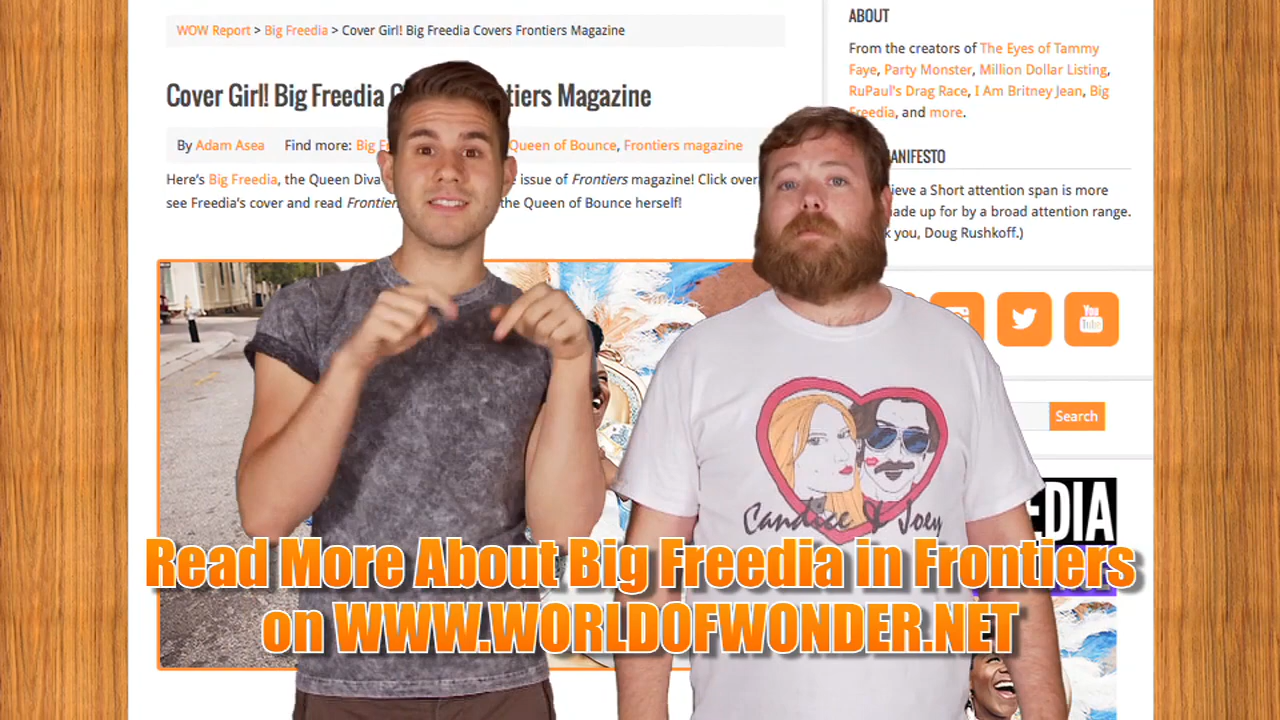 WOW Report > Big Freedia > Cover Girl! Big Freedia Covers Frontiers Magazine
Cover Girl! Big Freedia C tiers Magazine
By Adam Asea Find more: Big Queen of Bounce, Frontiers magazine
Here's Big Freedia, the Queen Diva issue of Frontiers magazine! Click over
see Freedia's cover and read Frontier the Queen of Bounce herself!
ABOUT
From the creators of The Eyes of Tammy
Faye, Party Monster, Million Dollar Listing,
RuPaul's Drag Race, I Am Britney Jean, Big
Freedia, and more.
ANIFESTO
ieve a Short attention span is more
ade up for by a broad attention range.
k you, Doug Rushkoff.)
You
Tube
Search
EDIA
Candice & Joey
Read More About Big Freedia in Frontiers
on WWW.WORLDOFWONDER.NET